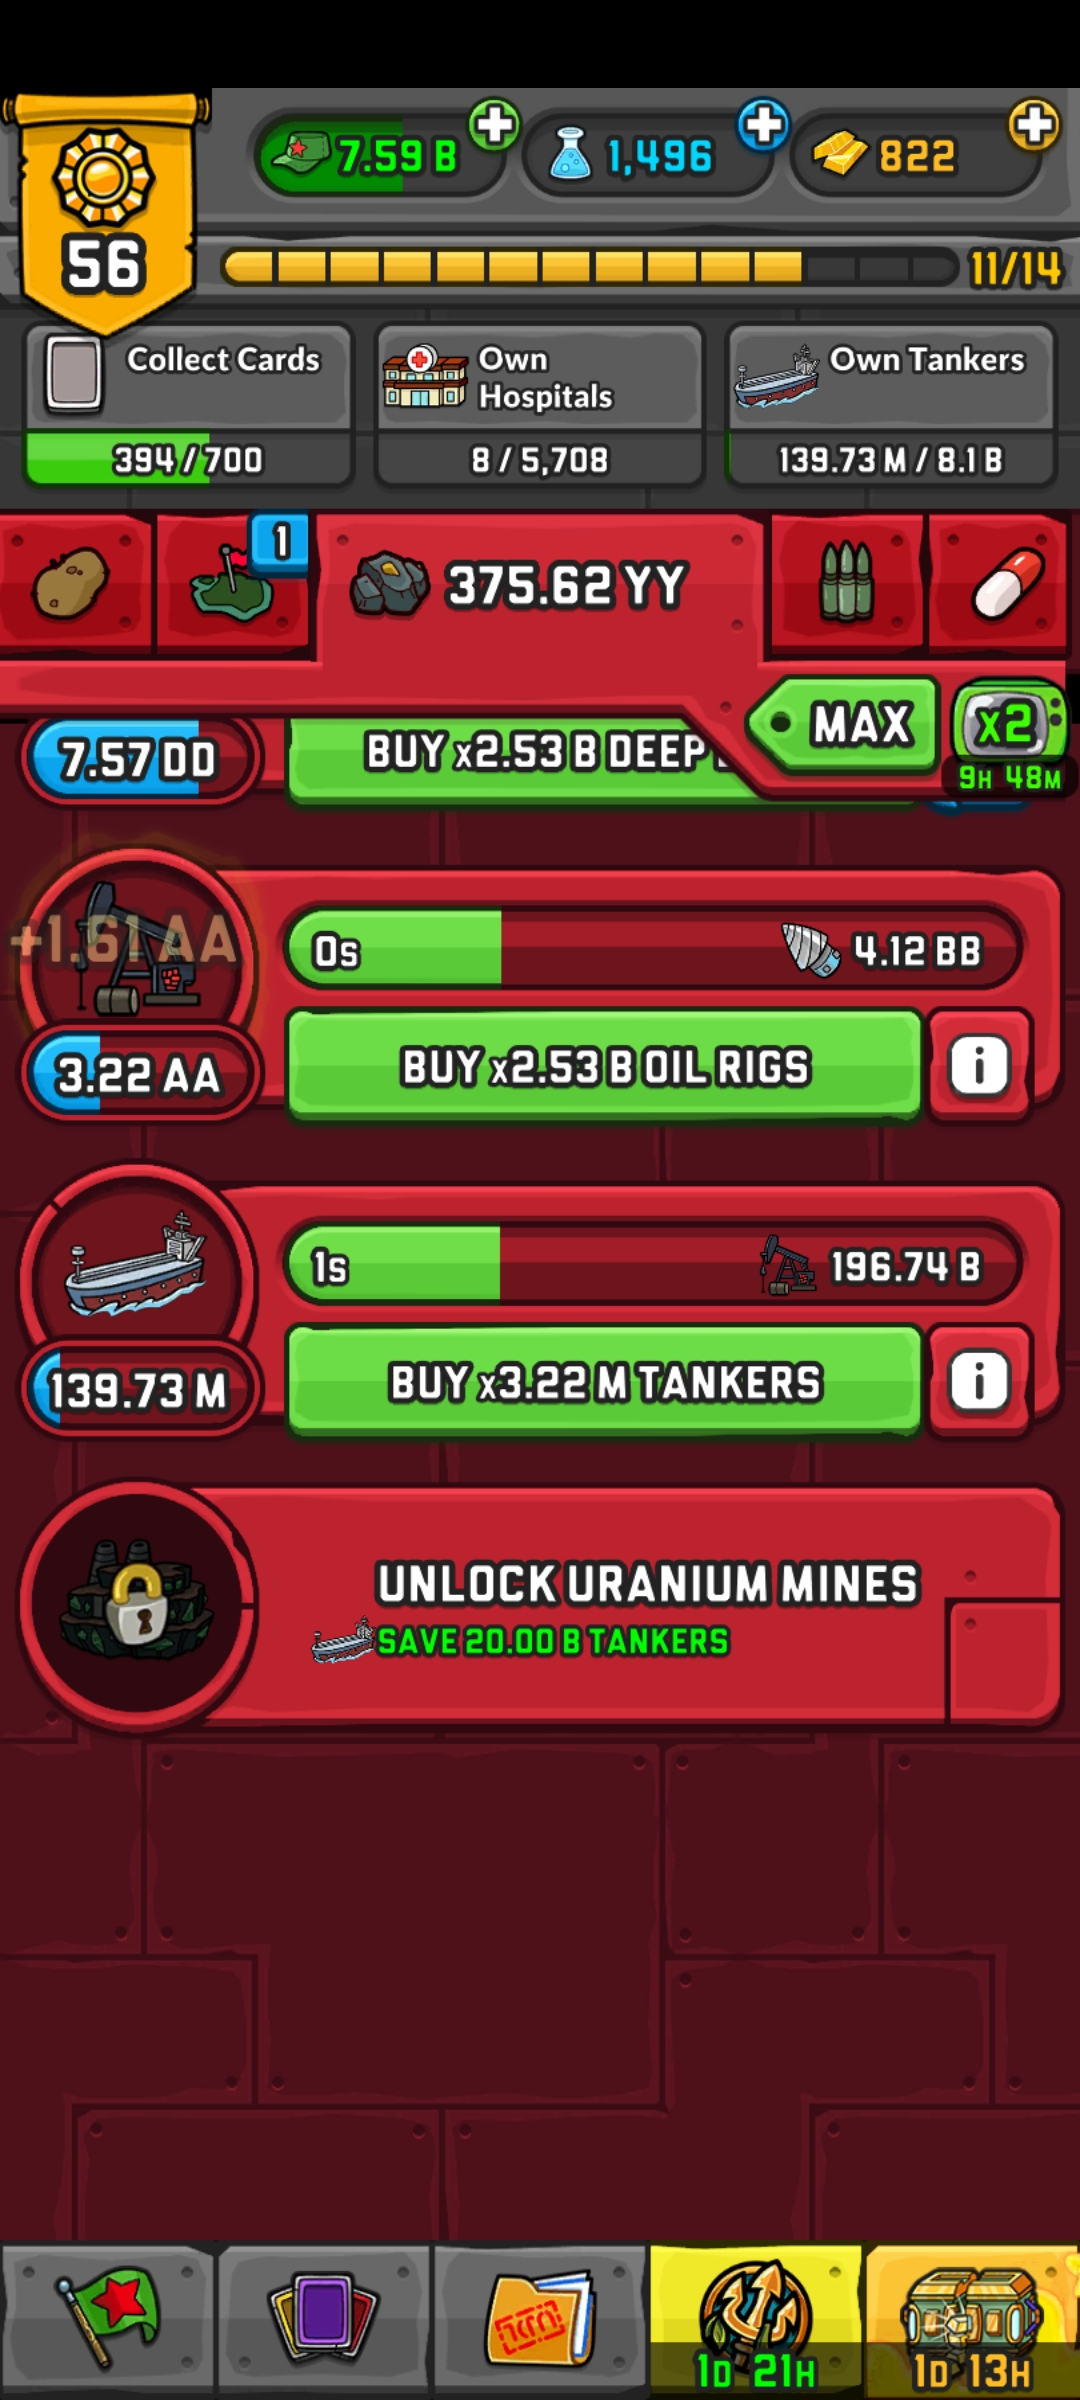 56
7.59 B
1,496
822
11/14
Collect Cards
394 / 700
Own
Hospitals
8 / 5,708
Own Tankers
139.73 M / 8.1 B
1
375.62 YY
MAX
x2
9H 48M
7.57 DD
BUY x2.53 B DEEP
+1.61 AA
0s
4.12 BB
3.22 AA
BUY x2.53 B OIL RIGS
i
1s
196.74 B
139.73 M
BUY x3.22 M TANKERS
i
UNLOCK URANIUM MINES
SAVE 20.00 B TANKERS
1D 21H
1D 13H